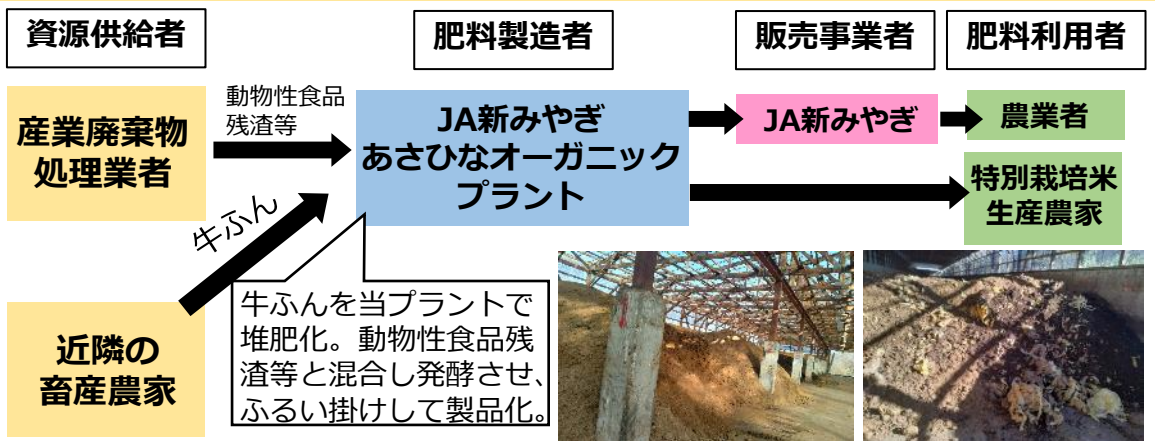 資源供給者
肥料製造者
販売事業者
肥料利用者
産業廃棄物
処理業者
動物性食品
残渣等
JA新みやぎ
あさひなオーガニック
プラント
JA新みやぎ
農業者
特別栽培米
生産農家
牛ふん
近隣の
畜産農家
牛ふんを当プラントで
堆肥化。動物性食品残
渣等と混合し発酵させ、
ふるい掛けして製品化。